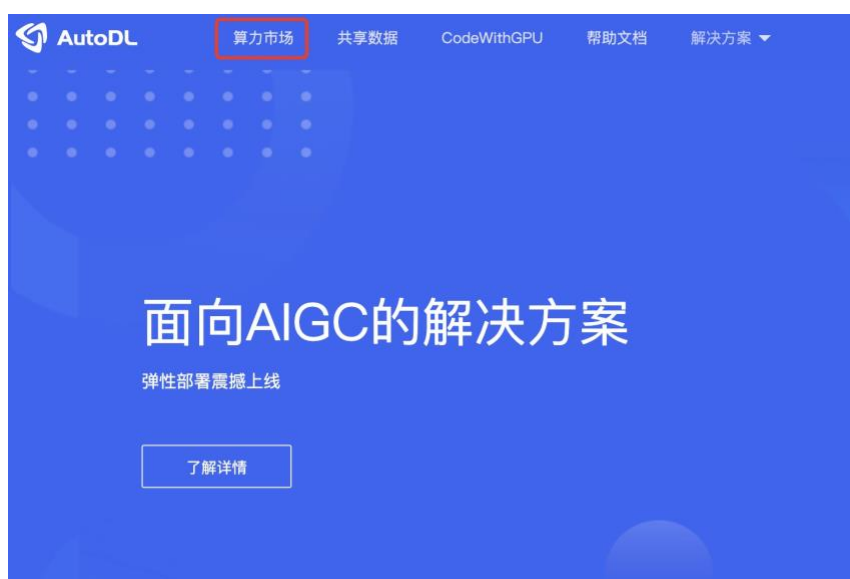 AutoDL 算力市场 共享数据 CodeWithGPU 帮助文档 解决方案
面向AIGC的解决方案
弹性部署震撼上线
了解详情